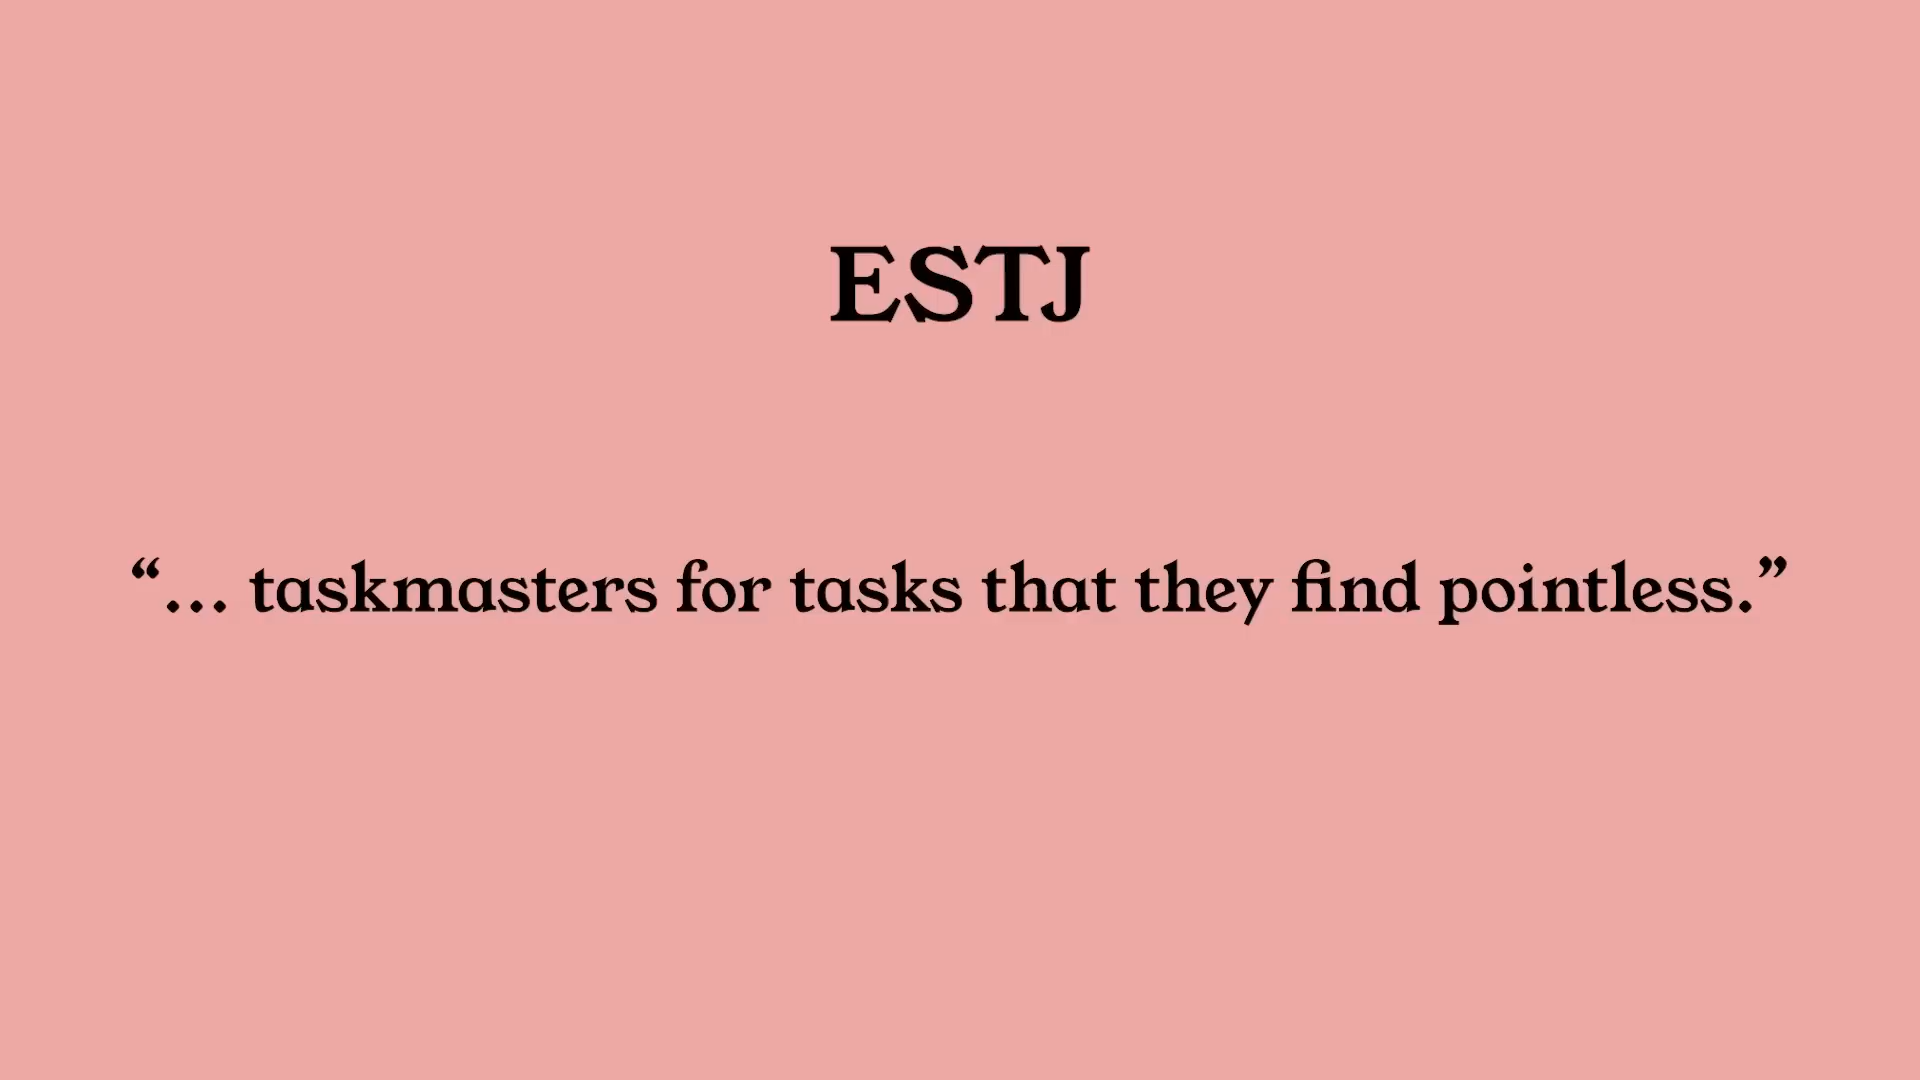 ESTJ
“... taskmasters for tasks that they find pointless.”